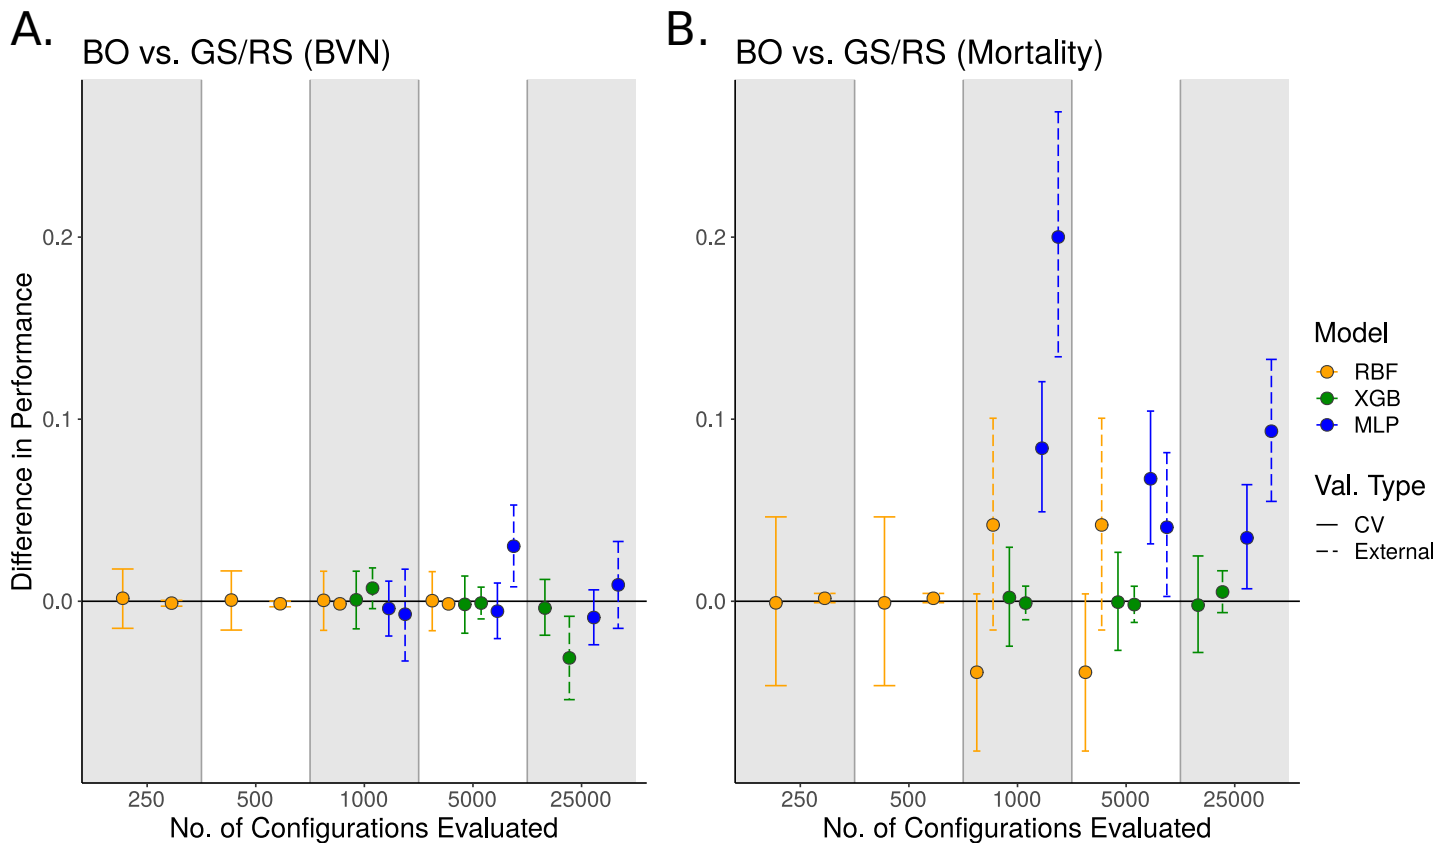 A.
BO vs. GS/RS (BVN)
Difference in Performance
0.2
0.1
0.0
250 500 1000 5000 25000
No. of Configurations Evaluated
B.
BO vs. GS/RS (Mortality)
0.2
0.1
0.0
250 500 1000 5000 25000
No. of Configurations Evaluated
Model
RBF
XGB
MLP
Val. Type
CV
External